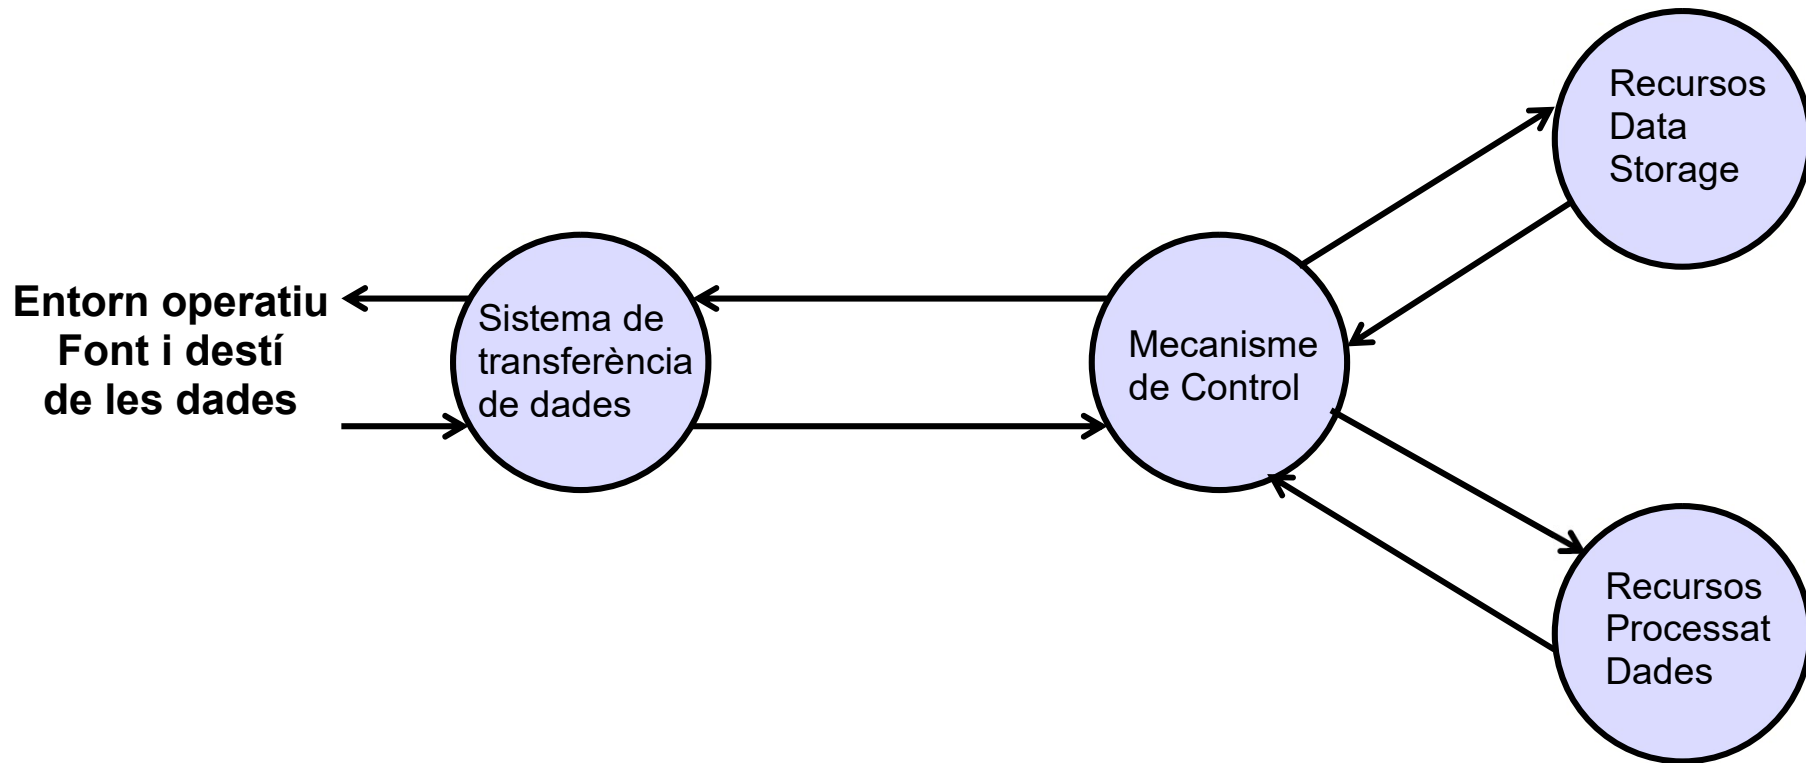 Entorn operatiu
Font i destí
de les dades
Sistema de
transferència
de dades
Mecanisme
de Control
Recursos
Data
Storage
Recursos
Processat
Dades